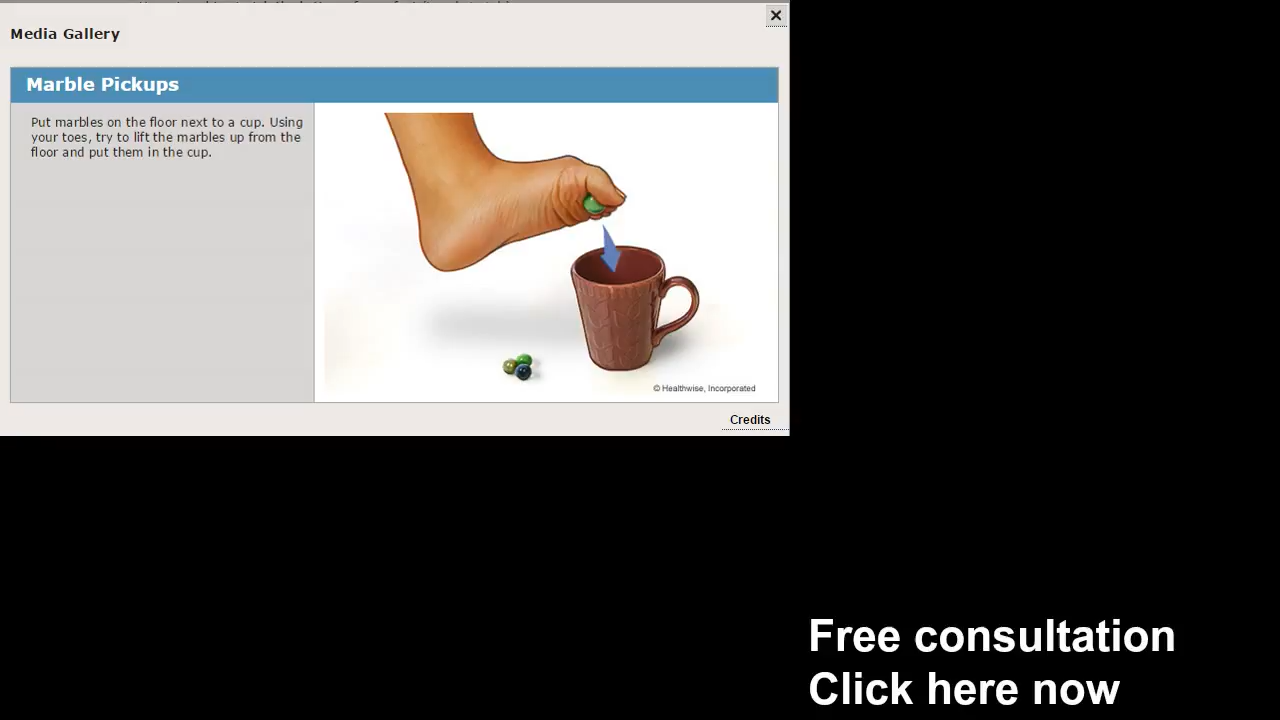 Media Gallery
Marble Pickups
Put marbles on the floor next to a cup. Using
your toes, try to lift the marbles up from the
floor and put them in the cup.
© Healthwise, Incorporated
Credits
Free consultation
Click here now